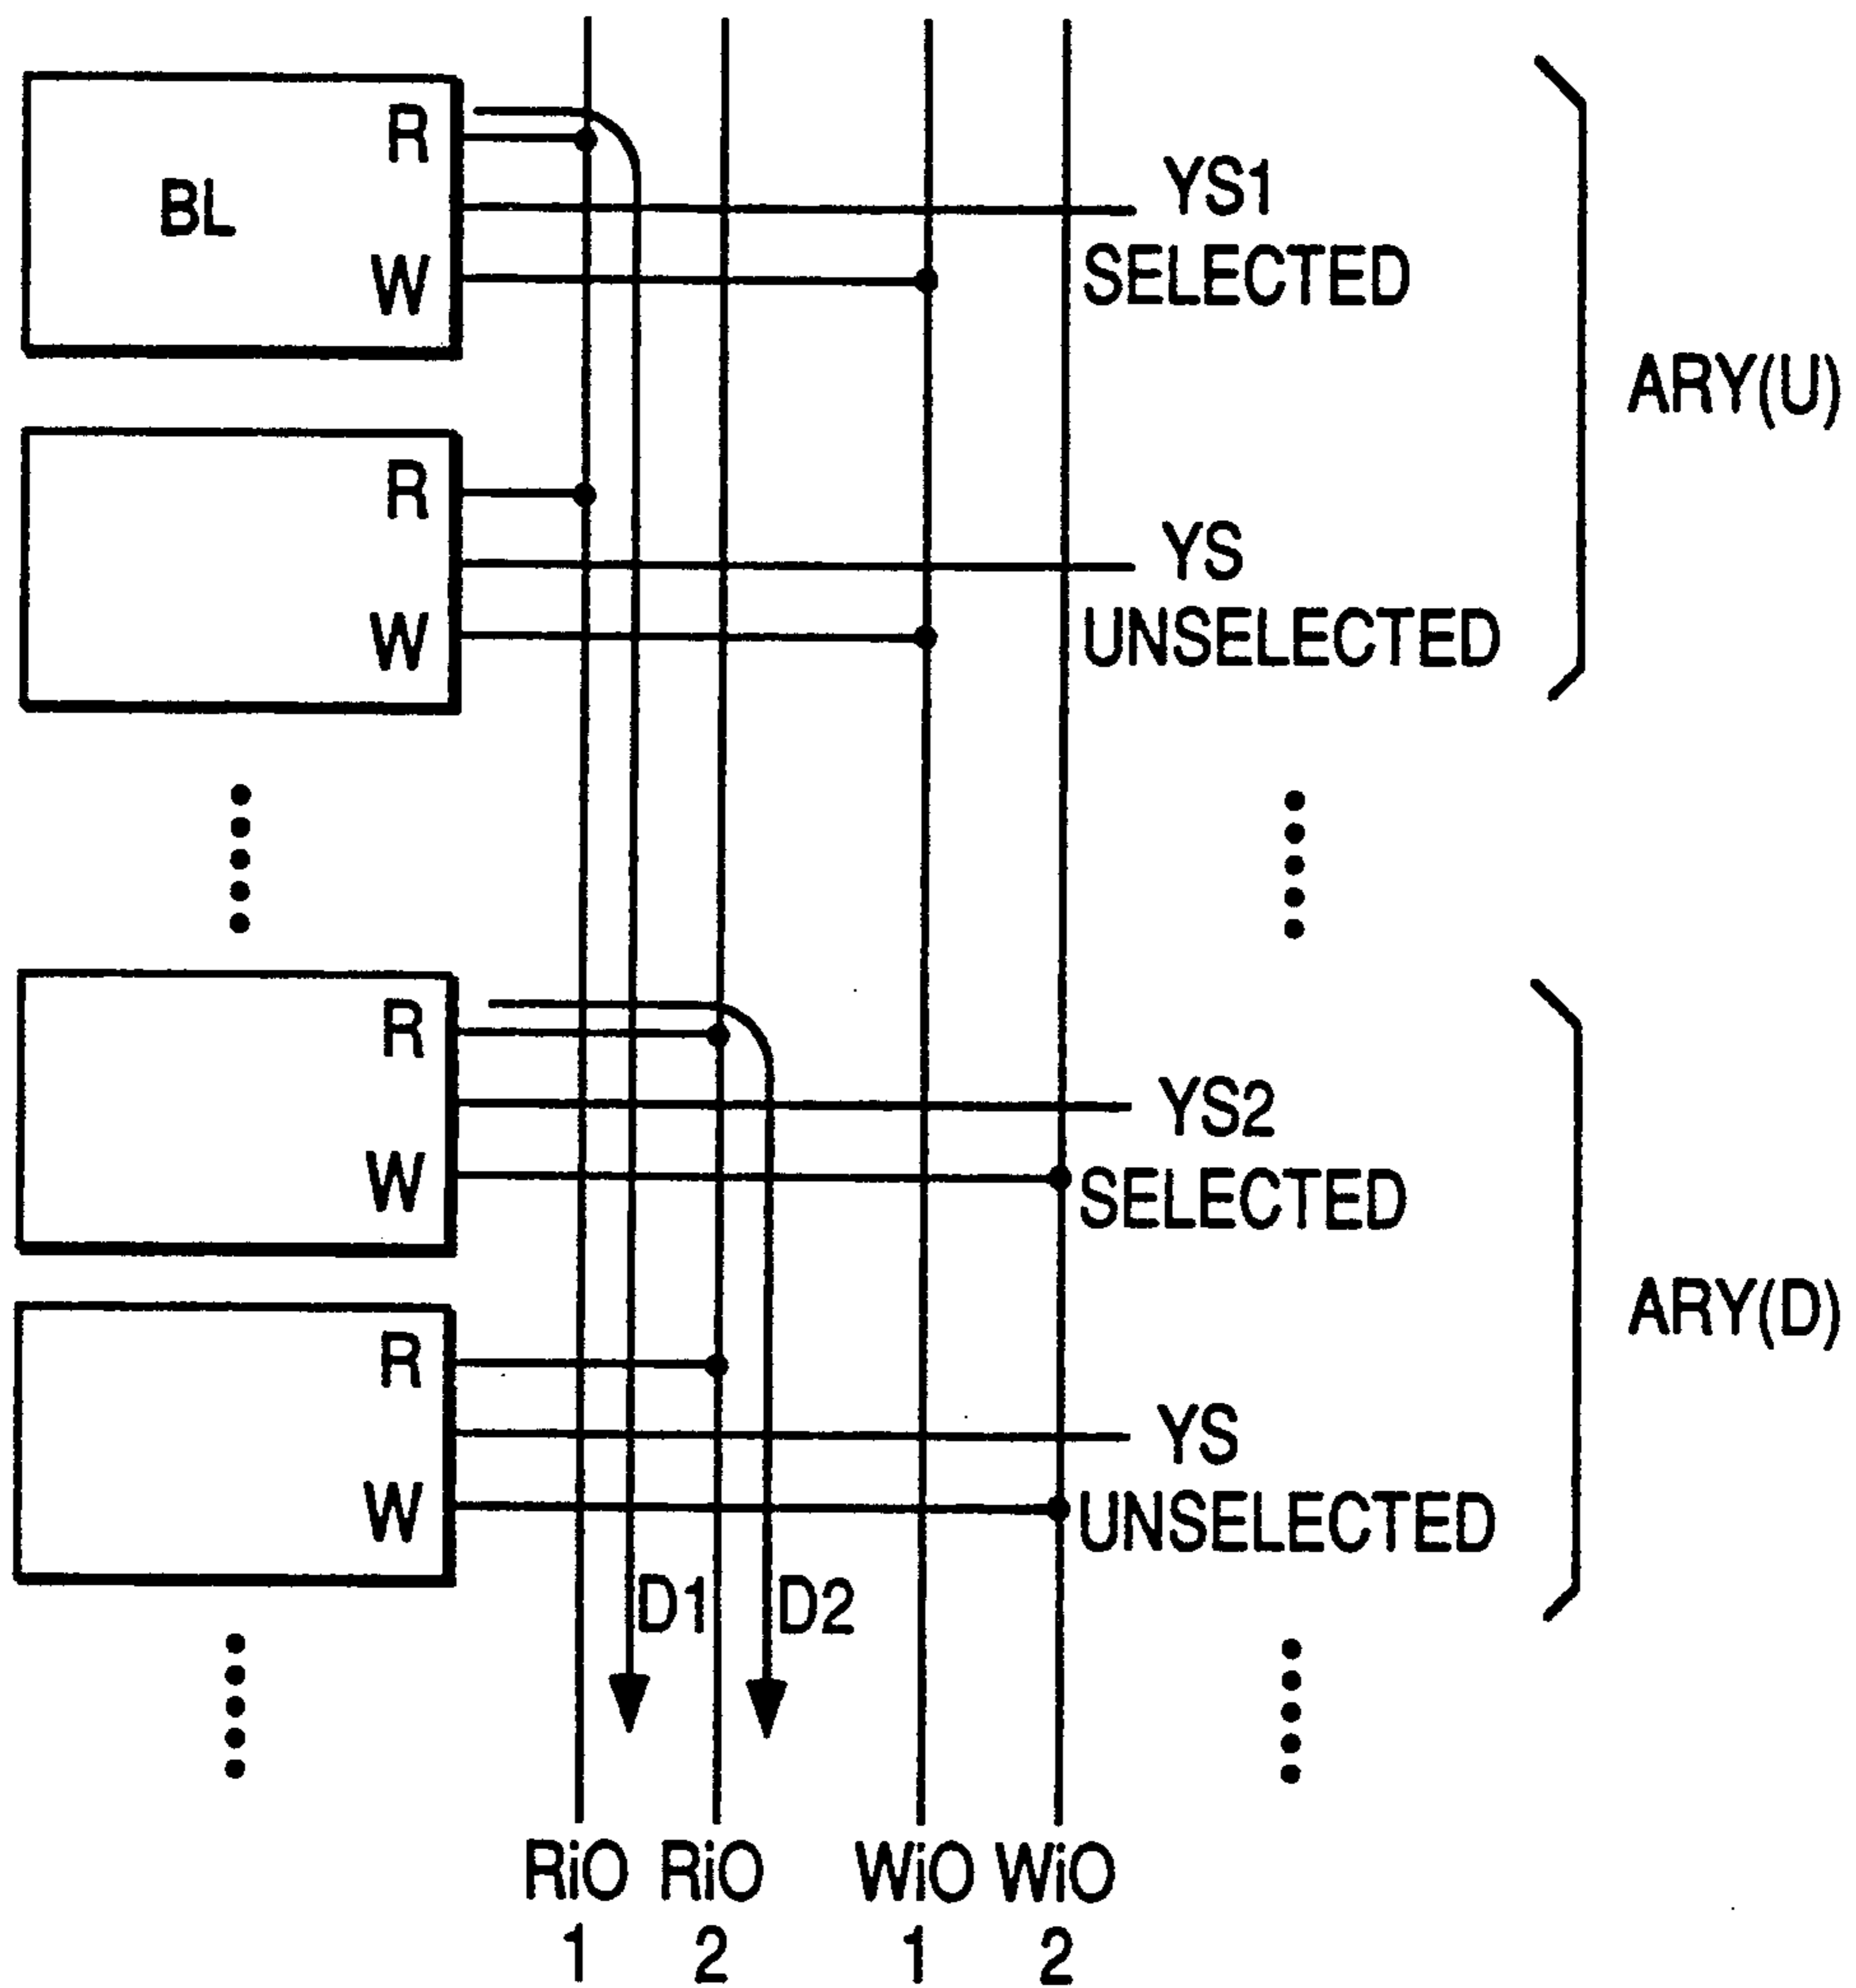 R
BL
W
YS1
SELECTED
ARY(U)
R
W
YS
UNSELECTED
R
W
YS2
SELECTED
ARY(D)
R
W
YS
UNSELECTED
D1
D2
RiO RiO WiO WiO
1 2 1 2